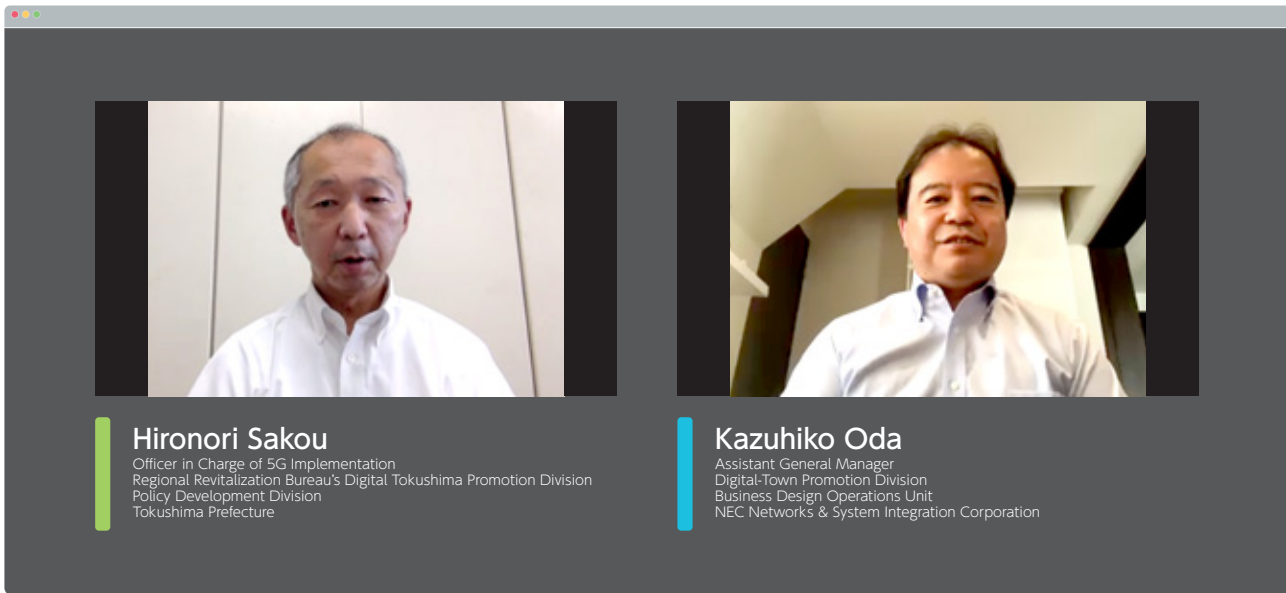 Hironori Sakou
Officer in Charge of 5G Implementation
Regional Revitalization Bureau's Digital Tokushima Promotion Division
Policy Development Division
Tokushima Prefecture
Kazuhiko Oda
Assistant General Manager
Digital-Town Promotion Division
Business Design Operations Unit
NEC Networks & System Integration Corporation